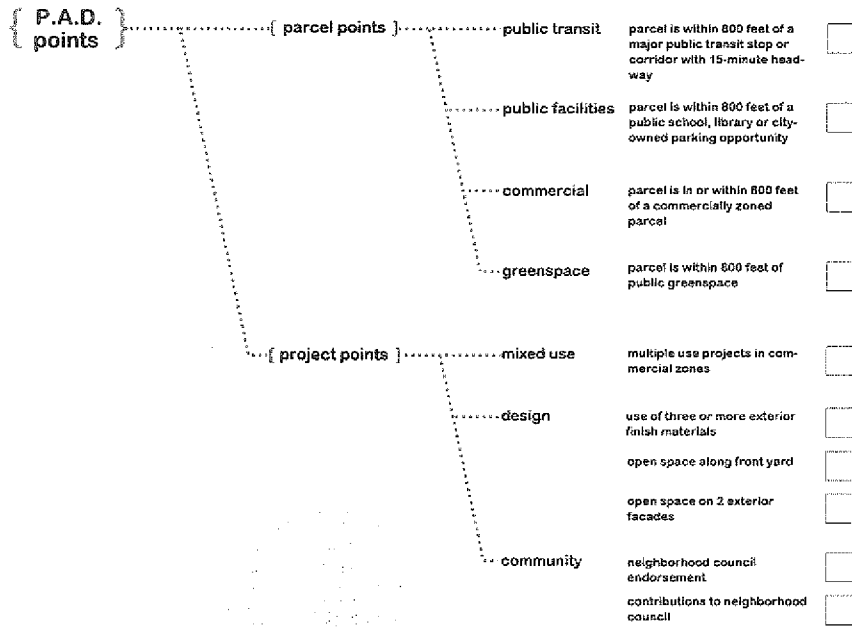 { P.A.D. points }
{ parcel points }
public transit
parcel is within 800 feet of a
major public transit stop or
corridor with 15-minute head-
way
public facilities
parcel is within 800 feet of a
public school, library or city-
owned parking opportunity
commercial
parcel is in or within 800 feet
of a commercially zoned
parcel
greenspace
parcel is within 800 feet of
public greenspace
{ project points }
mixed use
multiple use projects in com-
mercial zones
design
use of three or more exterior
finish materials
open space along front yard
open space on 2 exterior
facades
community
neighborhood council
endorsement
contributions to neighborhood
council